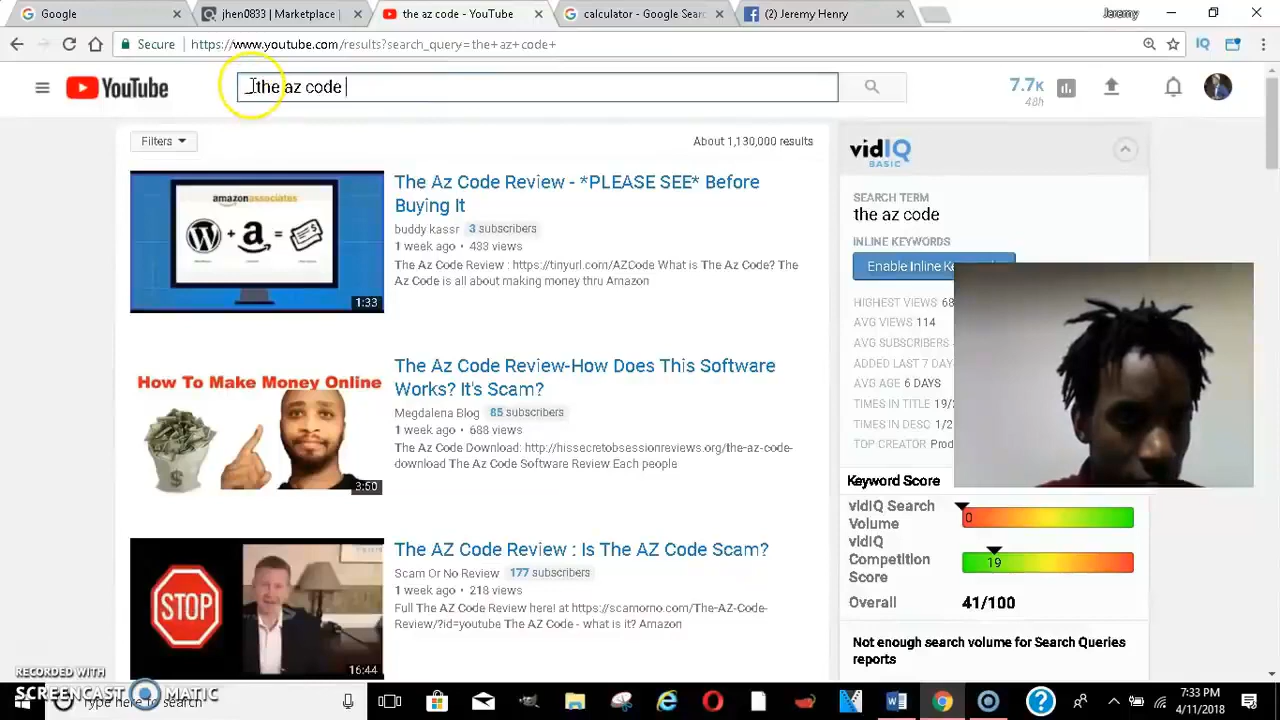 Google
jhen0833 | Marketplace |
the az code - YouTube
calculator - Google Sear
(2) Jeremy Henry
Jeremy
Secure
https://www.youtube.com/results?search_query=the+az+code+
IQ
YouTube
the az code
7.7k
48h
Filters
About 1,130,000 results
vidIQ
BASIC
SEARCH TERM
the az code
INLINE KEYWORDS
Enable Inline Ke
HIGHEST VIEWS 68
AVG VIEWS 114
AVG SUBSCRIBERS
ADDED LAST 7 DAY
AVG AGE 6 DAYS
TIMES IN TITLE 19/2
TIMES IN DESC 1/2
TOP CREATOR Prod
Keyword Score
vidIQ Search
Volume
0
vidIQ
Competition
Score
19
Overall
41/100
Not enough search volume for Search Queries
reports
amazonassociates
1:33
The Az Code Review - *PLEASE SEE* Before
Buying It
buddy kassr 3 subscribers
1 week ago • 433 views
The Az Code Review : https://tinyurl.com/AZCode What is The Az Code? The
Az Code is all about making money thru Amazon
How To Make Money Online
$
3:50
The Az Code Review-How Does This Software
Works? It's Scam?
Megdalena Blog 85 subscribers
1 week ago • 688 views
The Az Code Download: http://hissecretobsessionreviews.org/the-az-code-
download The Az Code Software Review Each people
STOP
16:44
The AZ Code Review : Is The AZ Code Scam?
Scam Or No Review 177 subscribers
1 week ago • 218 views
Full The AZ Code Review here! at https://scamorno.com/The-AZ-Code-
Review/?id=youtube The AZ Code - what is it? Amazon
RECORDED WITH
SCREENCAST MATIC
Type here to search
7:33 PM
4/11/2018